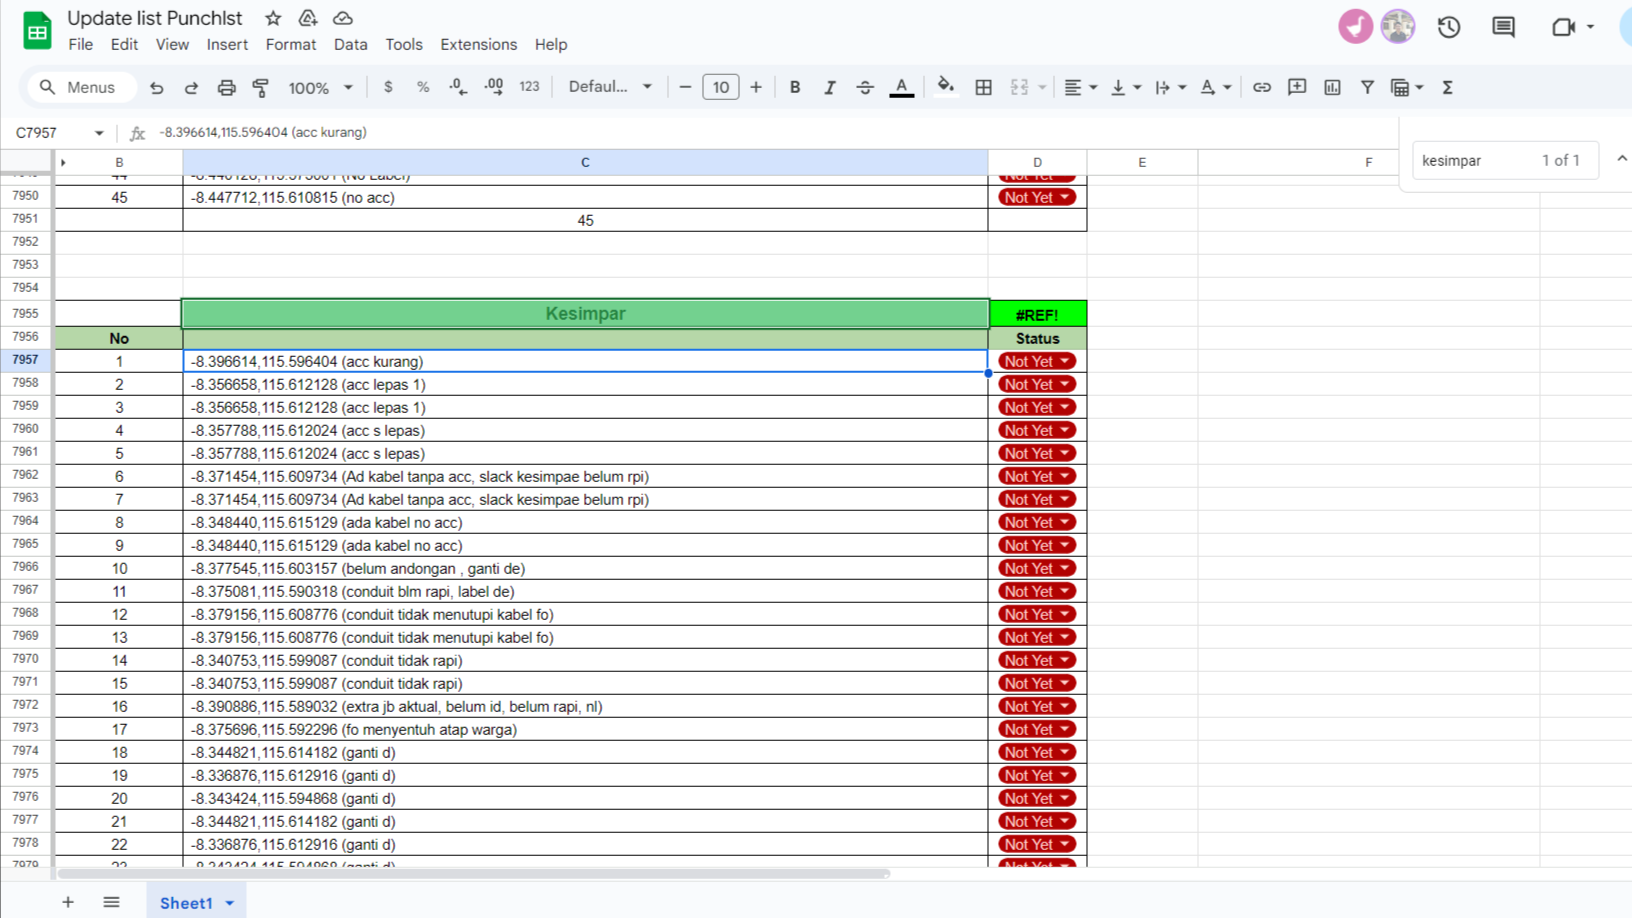 Update list Punchlst
File Edit View Insert Format Data Tools Extensions Help
Menus 100% $ % .0 .00 123 Defaul... − 10 + B I A A Σ
C7957 fx -8.396614,115.596404 (acc kurang)
kesimpar 1 of 1
B C D E F
7950 45 -8.447712,115.610815 (no acc) Not Yet
7951 45
7952
7953
7954
7955 Kesimpar #REF!
7956 No Status
7957 1 -8.396614,115.596404 (acc kurang) Not Yet
7958 2 -8.356658,115.612128 (acc lepas 1) Not Yet
7959 3 -8.356658,115.612128 (acc lepas 1) Not Yet
7960 4 -8.357788,115.612024 (acc s lepas) Not Yet
7961 5 -8.357788,115.612024 (acc s lepas) Not Yet
7962 6 -8.371454,115.609734 (Ad kabel tanpa acc, slack kesimpae belum rpi) Not Yet
7963 7 -8.371454,115.609734 (Ad kabel tanpa acc, slack kesimpae belum rpi) Not Yet
7964 8 -8.348440,115.615129 (ada kabel no acc) Not Yet
7965 9 -8.348440,115.615129 (ada kabel no acc) Not Yet
7966 10 -8.377545,115.603157 (belum andongan , ganti de) Not Yet
7967 11 -8.375081,115.590318 (conduit blm rapi, label de) Not Yet
7968 12 -8.379156,115.608776 (conduit tidak menutupi kabel fo) Not Yet
7969 13 -8.379156,115.608776 (conduit tidak menutupi kabel fo) Not Yet
7970 14 -8.340753,115.599087 (conduit tidak rapi) Not Yet
7971 15 -8.340753,115.599087 (conduit tidak rapi) Not Yet
7972 16 -8.390886,115.589032 (extra jb aktual, belum id, belum rapi, nl) Not Yet
7973 17 -8.375696,115.592296 (fo menyentuh atap warga) Not Yet
7974 18 -8.344821,115.614182 (ganti d) Not Yet
7975 19 -8.336876,115.612916 (ganti d) Not Yet
7976 20 -8.343424,115.594868 (ganti d) Not Yet
7977 21 -8.344821,115.614182 (ganti d) Not Yet
7978 22 -8.336876,115.612916 (ganti d) Not Yet
7979
Sheet1